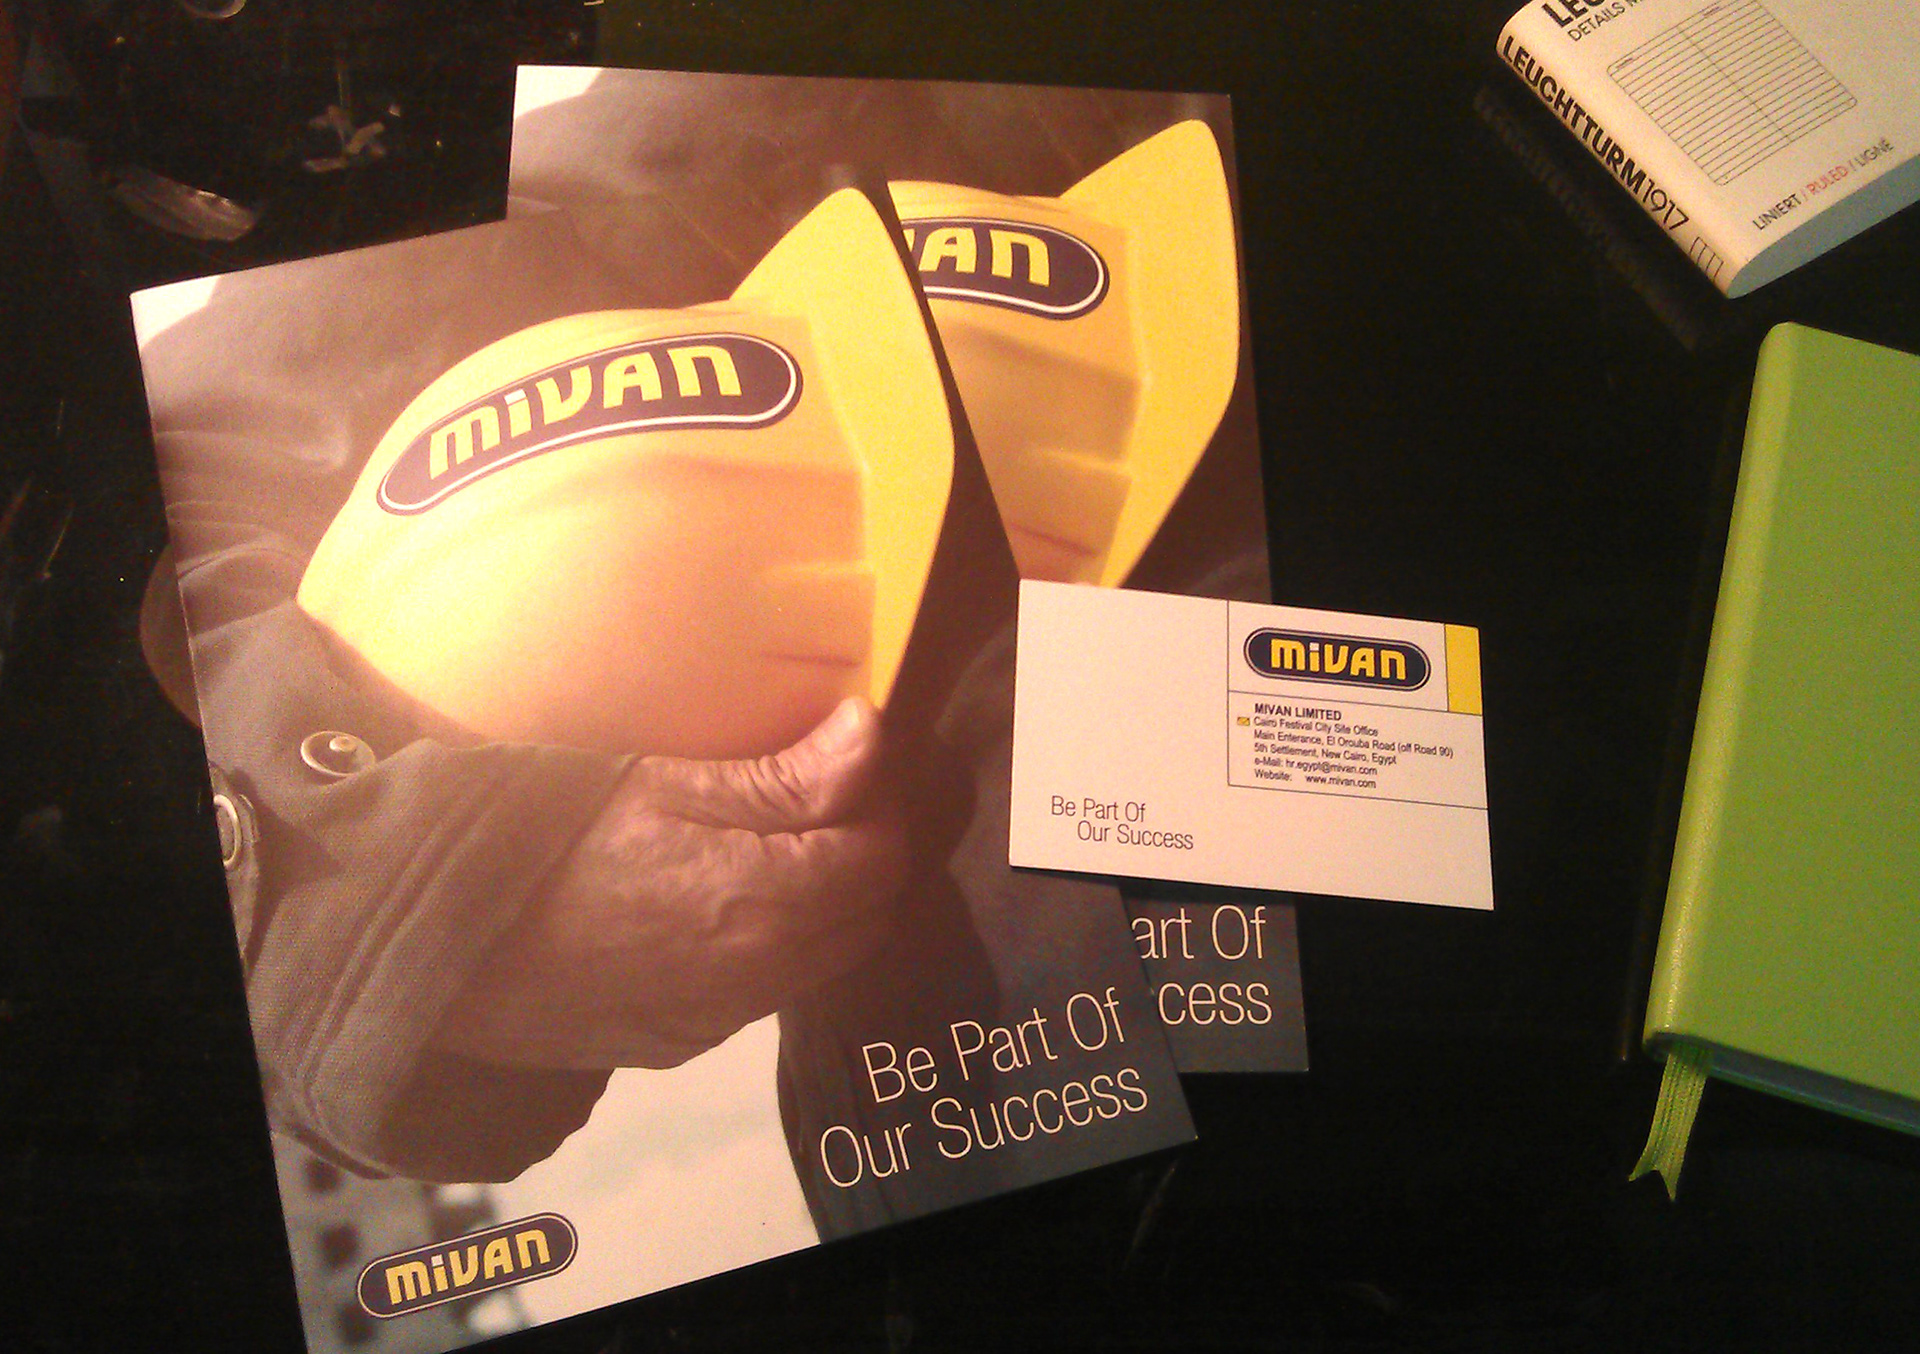 mivan
Be Part Of
Our Success
mivan
van
art Of
cess
mivan
MIVAN LIMITED
Cairo Festival City Site Office
Main Enterance, El Orouba Road (off Road 90)
5th Settlement, New Cairo, Egypt
e-Mail: hr.egypt@mivan.com
Website: www.mivan.com
Be Part Of
Our Success
DETAILS
LEUCHTTURM1917
LINIERT / RULED / LIGNÉ